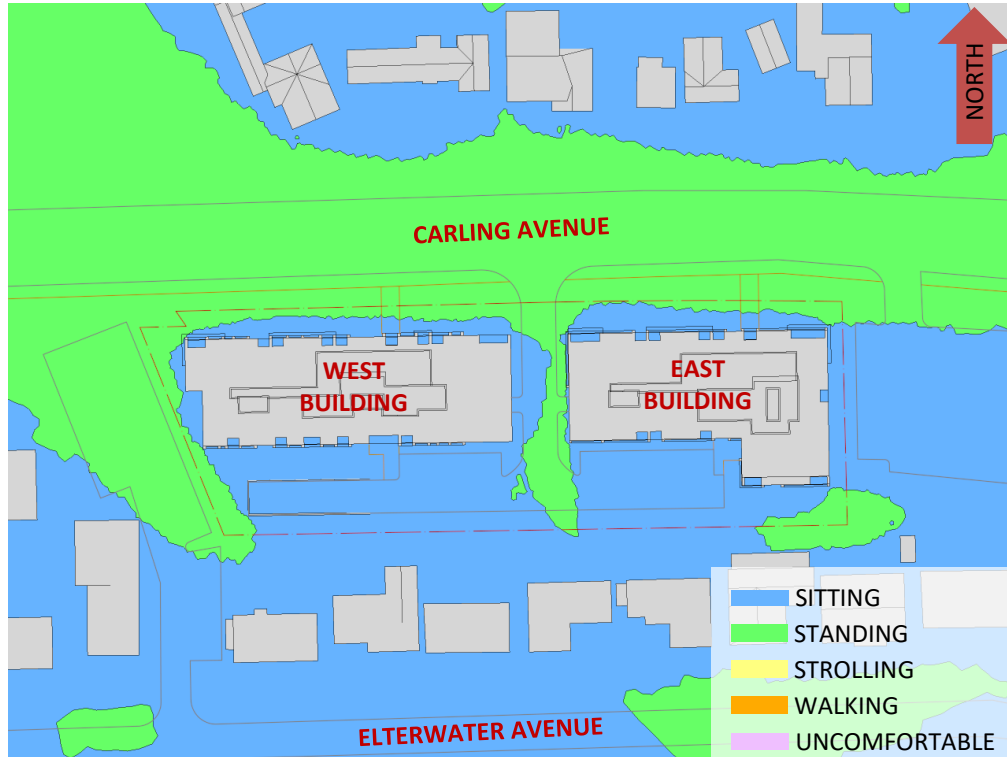 NORTH
CARLING AVENUE
WEST
BUILDING
EAST
BUILDING
SITTING
STANDING
STROLLING
WALKING
UNCOMFORTABLE
ELTERWATER AVENUE